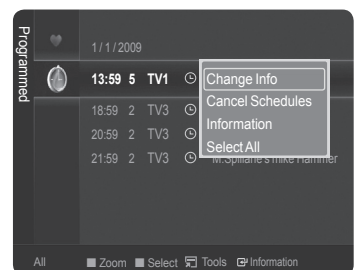 Programmed
1 / 1 / 2009
13:59 5 TV1
Change Info
Cancel Schedules
Information
Select All
18:59 2 TV3
20:59 2 TV3
21:59 2 TV3 M.Spillane's mike Hammer
All Zoom Select Tools Information